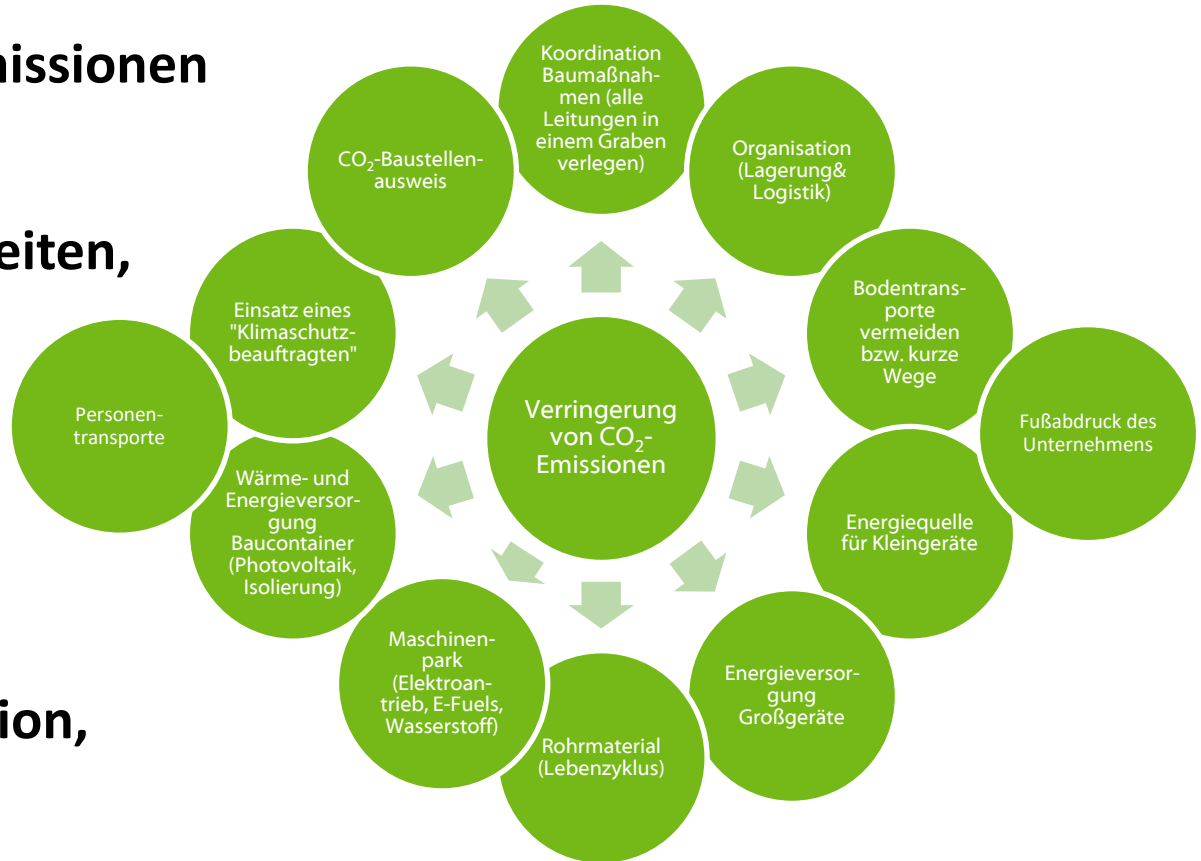 nissionen
eiten,
ion,
Koordination
Baumaßnah-
men (alle
Leitungen in
einem Graben
verlegen)
Organisation
(Lagerung&
Logistik)
Bodentrans-
porte
vermeiden
bzw. kurze
Wege
Fußabdruck des
Unternehmens
Energiequelle
für Kleingeräte
Energieversor-
gung
Großgeräte
Rohrmaterial
(Lebenzyklus)
Maschinen-
park
(Elektroan-
trieb, E-Fuels,
Wasserstoff)
Wärme- und
Energieversor-
gung
Baucontainer
(Photovoltaik,
Isolierung)
Personen-
transporte
Einsatz eines
"Klimaschutz-
beauftragten"
CO₂-Baustellen-
ausweis
Verringerung
von CO₂-
Emissionen